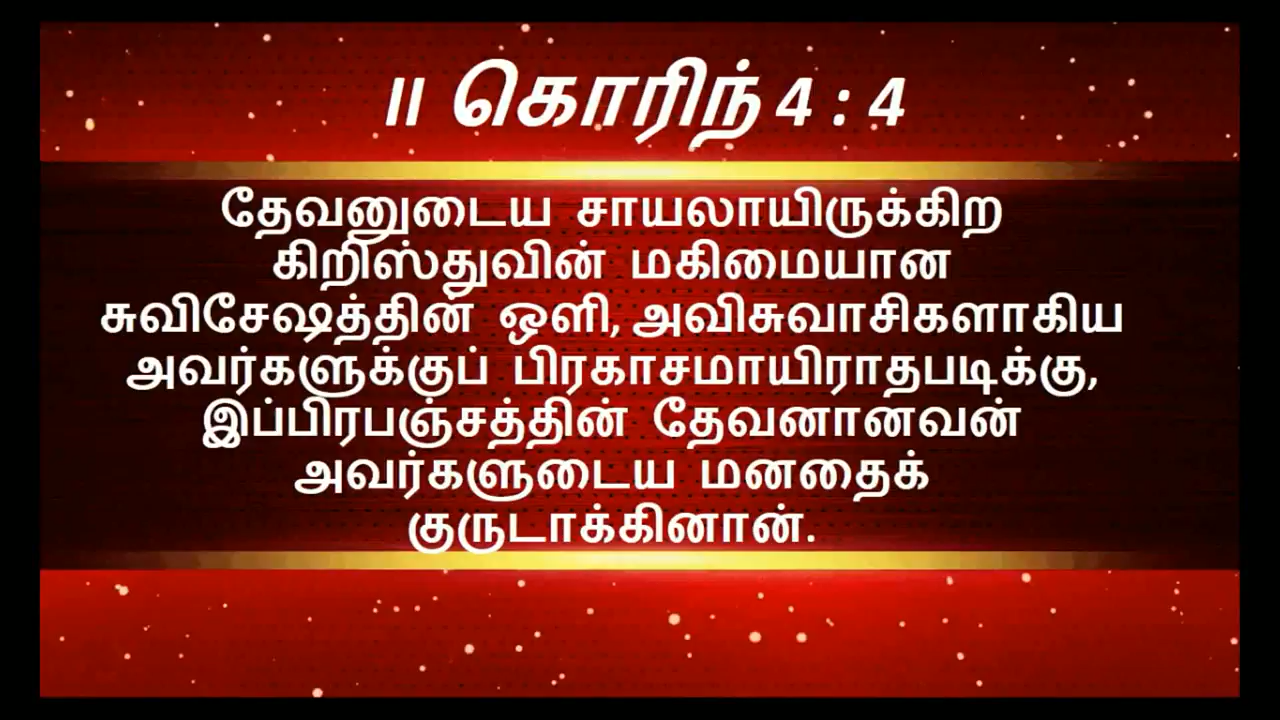 II கொரிந் 4 : 4
தேவனுடைய சாயலாயிருக்கிற
கிறிஸ்துவின் மகிமையான
சுவிசேஷத்தின் ஒளி, அவிசுவாசிகளாகிய
அவர்களுக்குப் பிரகாசமாயிராதபடிக்கு,
இப்பிரபஞ்சத்தின் தேவனானவன்
அவர்களுடைய மனதைக்
குருடாக்கினான்.